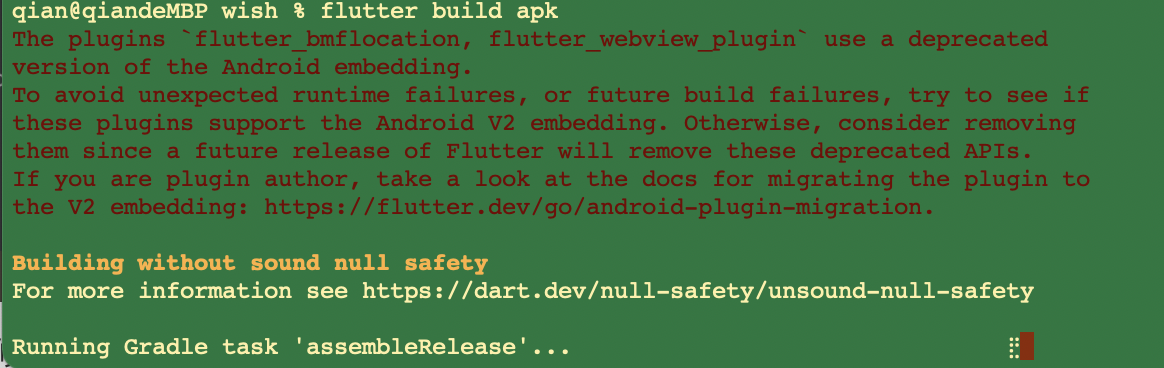 qian@qiandeMBP wish % flutter build apk
The plugins `flutter_bmflocation, flutter_webview_plugin` use a deprecated
version of the Android embedding.
To avoid unexpected runtime failures, or future build failures, try to see if
these plugins support the Android V2 embedding. Otherwise, consider removing
them since a future release of Flutter will remove these deprecated APIs.
If you are plugin author, take a look at the docs for migrating the plugin to
the V2 embedding: https://flutter.dev/go/android-plugin-migration.
Building without sound null safety
For more information see https://dart.dev/null-safety/unsound-null-safety
Running Gradle task 'assembleRelease'...